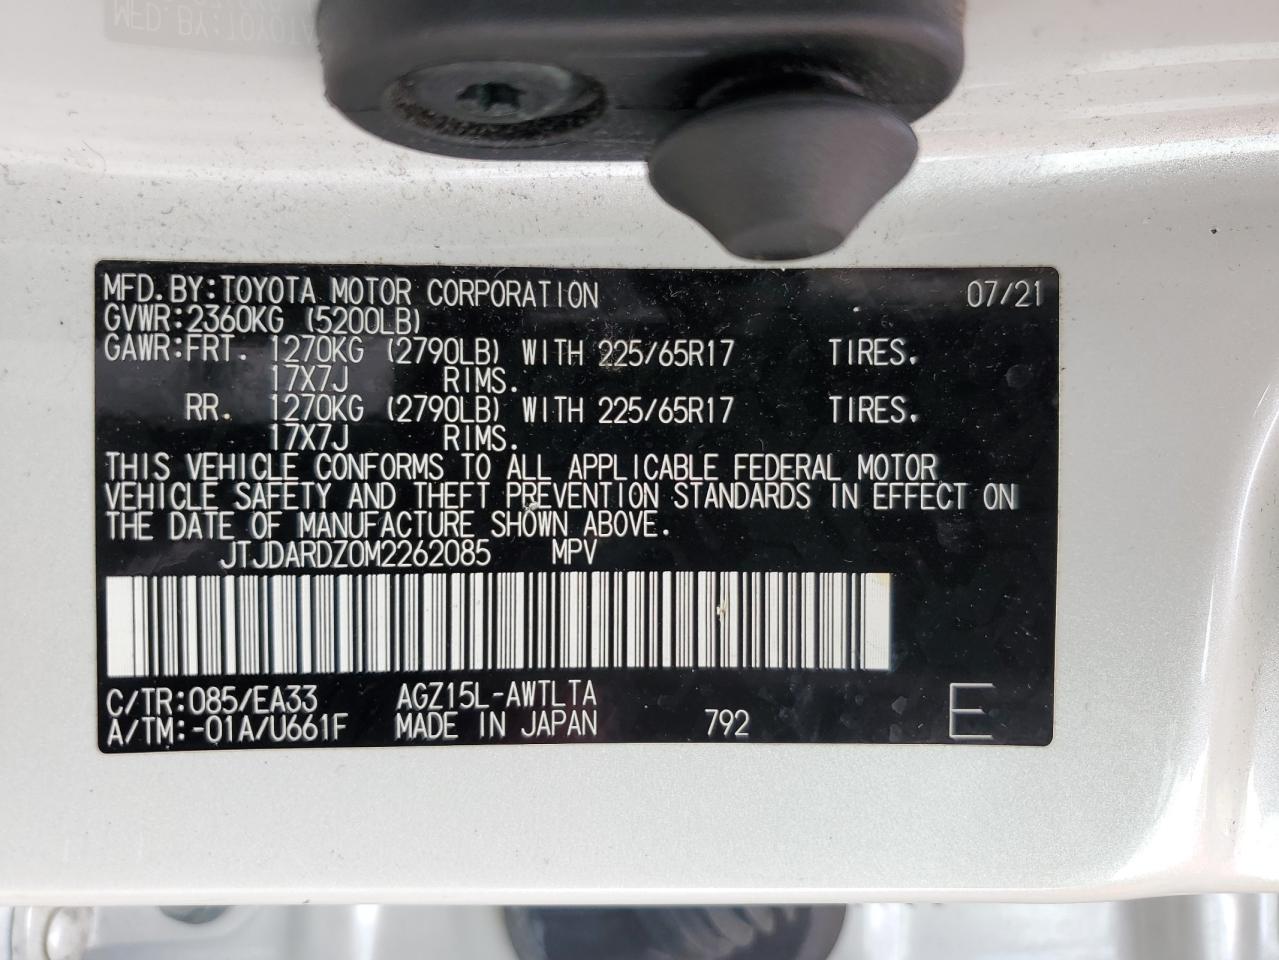 MFD.BY:TOYOTA MOTOR CORPORATION 07/21
GVWR:2360KG (5200LB)
GAWR:FRT. 1270KG (2790LB) WITH 225/65R17 TIRES.
17X7J RIMS.
RR. 1270KG (2790LB) WITH 225/65R17 TIRES.
17X7J RIMS.
THIS VEHICLE CONFORMS TO ALL APPLICABLE FEDERAL MOTOR
VEHICLE SAFETY AND THEFT PREVENTION STANDARDS IN EFFECT ON
THE DATE OF MANUFACTURE SHOWN ABOVE.
JTJDARDZ0M2262085 MPV
C/TR:085/EA33 AGZ15L-AWTLTA
A/TM:-01A/U661F MADE IN JAPAN 792 E